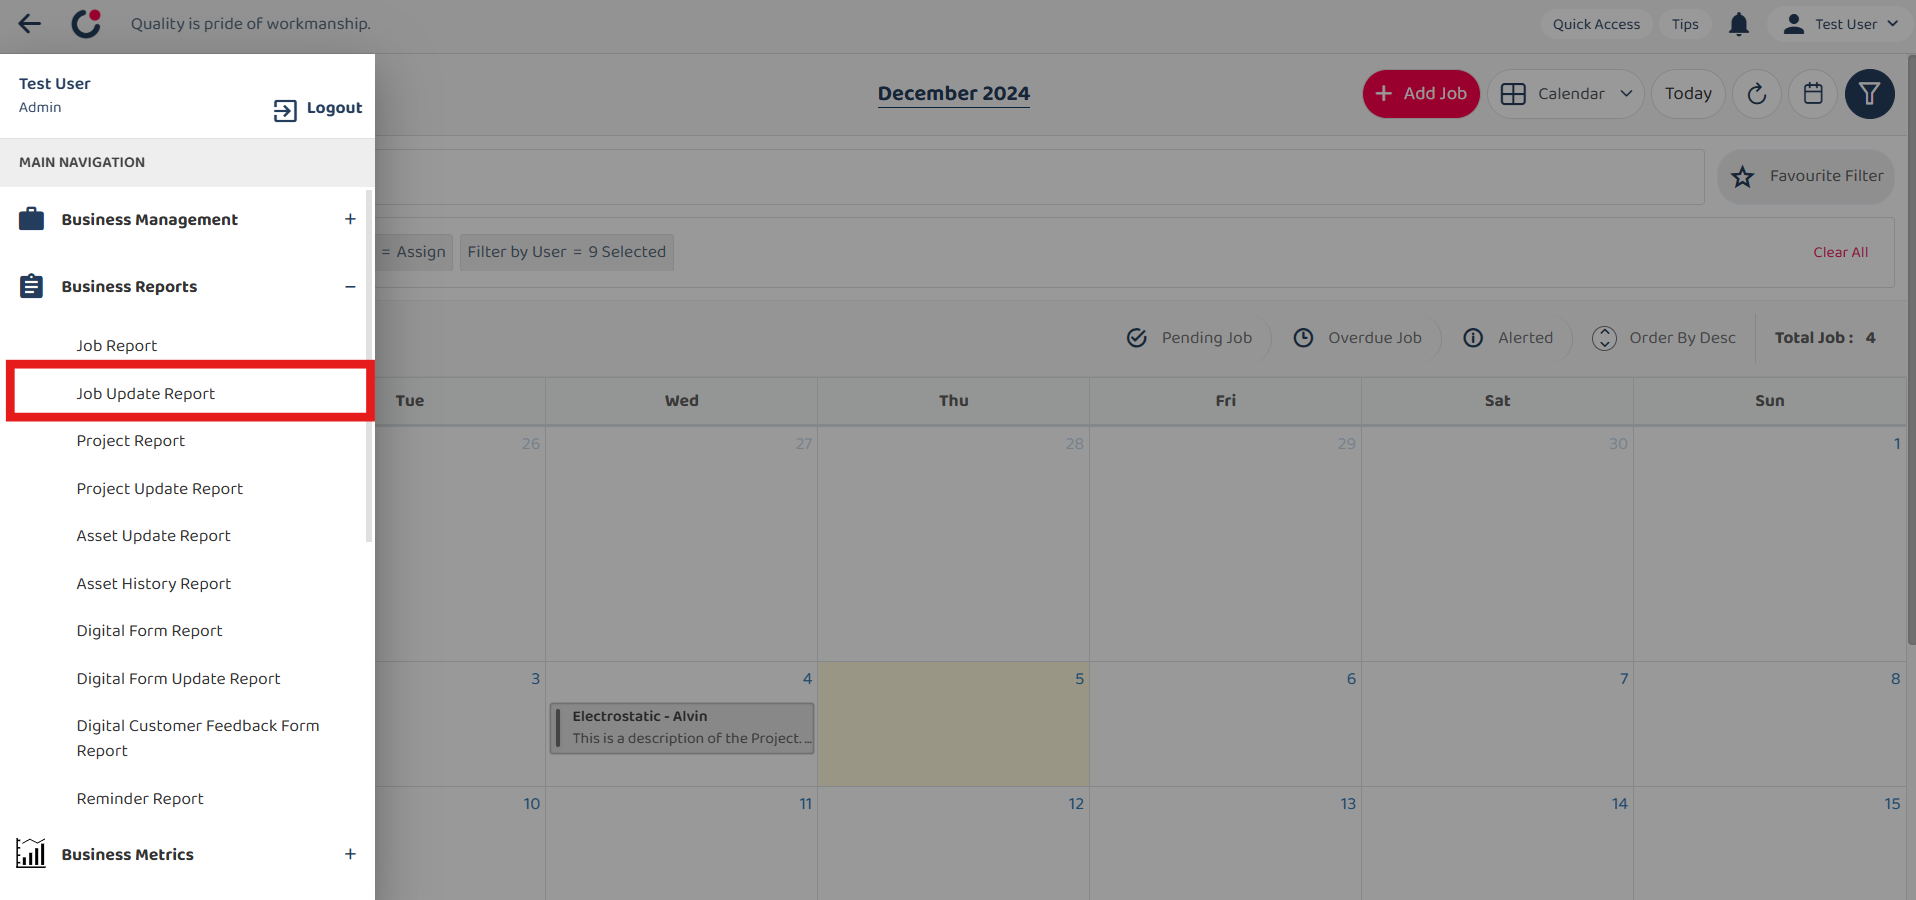 Quality is pride of workmanship.
Quick Access
Tips
Test User
Test User
Admin
Logout
MAIN NAVIGATION
Business Management
Business Reports
Job Report
Job Update Report
Project Report
Project Update Report
Asset Update Report
Asset History Report
Digital Form Report
Digital Form Update Report
Digital Customer Feedback Form
Report
Reminder Report
Business Metrics
December 2024
Add Job
Calendar
Today
Favourite Filter
= Assign
Filter by User = 9 Selected
Clear All
Pending Job
Overdue Job
Alerted
Order By Desc
Total Job : 4
Tue Wed Thu Fri Sat Sun
26 27 28 29 30 1
3 4 5 6 7 8
Electrostatic - Alvin
This is a description of the Project. ...
10 11 12 13 14 15